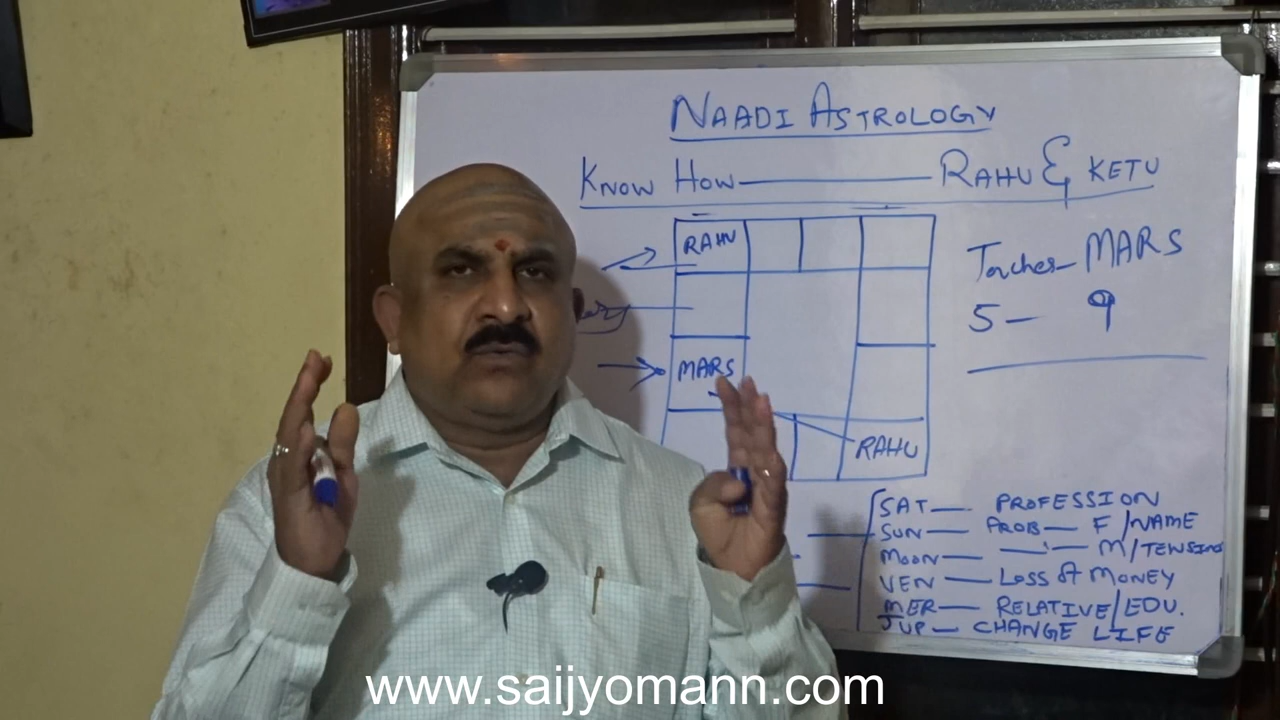 NAADI ASTROLOGY
KNOW HOW RAHU & KETU
RAHU
MARS
RAHU
MARS
5 — 9
SAT — PROFESSION
SUN — PROB — F/NAME
MOON — — " — M/TENSION
VEN — LOSS OF MONEY
MER — RELATIVE/EDU.
JUP — CHANGE LIFE
www.saijyomann.com